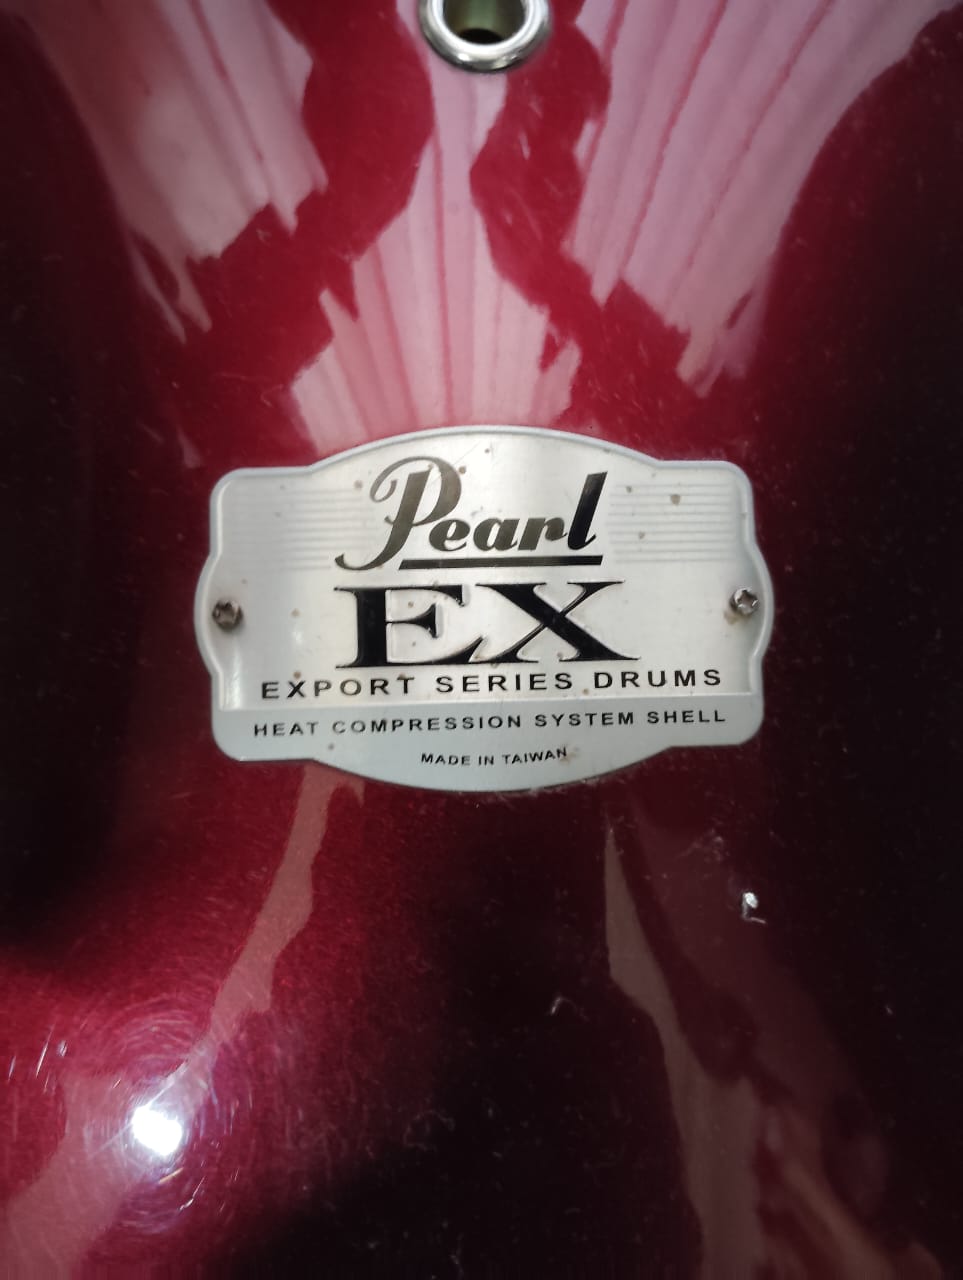 Pearl
EX
EXPORT SERIES DRUMS
HEAT COMPRESSION SYSTEM SHELL
MADE IN TAIWAN